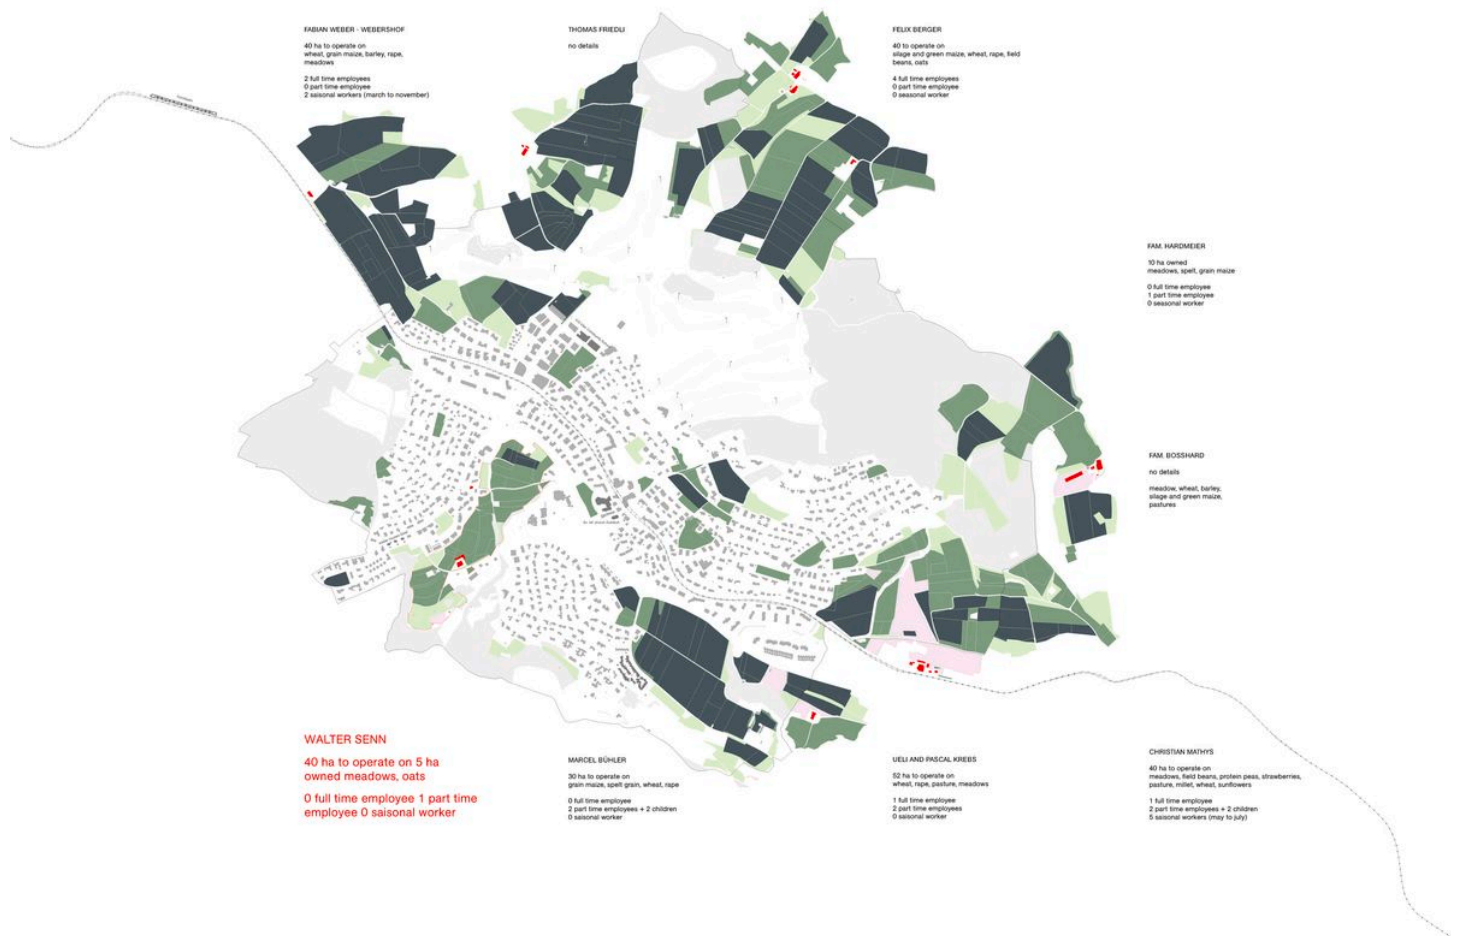 FABIAN WEBER - WEBERSHOF
40 ha to operate on
wheat, grain maize, barley, rape,
meadows
2 full time employees
0 part time employee
2 saisonal workers (march to november)
THOMAS FRIEDLI
no details
FELIX BERGER
40 to operate on
silage and green maize, wheat, rape, field
beans, oats
4 full time employees
0 part time employee
0 seasonal worker
FAM. HARDMEIER
10 ha owned
meadows, spelt, grain maize
0 full time employee
1 part time employee
0 seasonal worker
FAM. BOSSHARD
no details
meadow, wheat, barley,
silage and green maize,
pastures
WALTER SENN
40 ha to operate on 5 ha
owned meadows, oats
0 full time employee 1 part time
employee 0 saisonal worker
MARCEL BÜHLER
30 ha to operate on
grain maize, spelt grain, wheat, rape
0 full time employee
2 part time employees + 2 children
0 saisonal worker
UELI AND PASCAL KREBS
52 ha to operate on
wheat, rape, pasture, meadows
1 full time employee
2 part time employees
0 saisonal worker
CHRISTIAN MATHYS
40 ha to operate on
meadows, field beans, protein peas, strawberries,
pasture, millet, wheat, sunflowers
1 full time employee
2 part time employees + 2 children
5 saisonal workers (may to july)